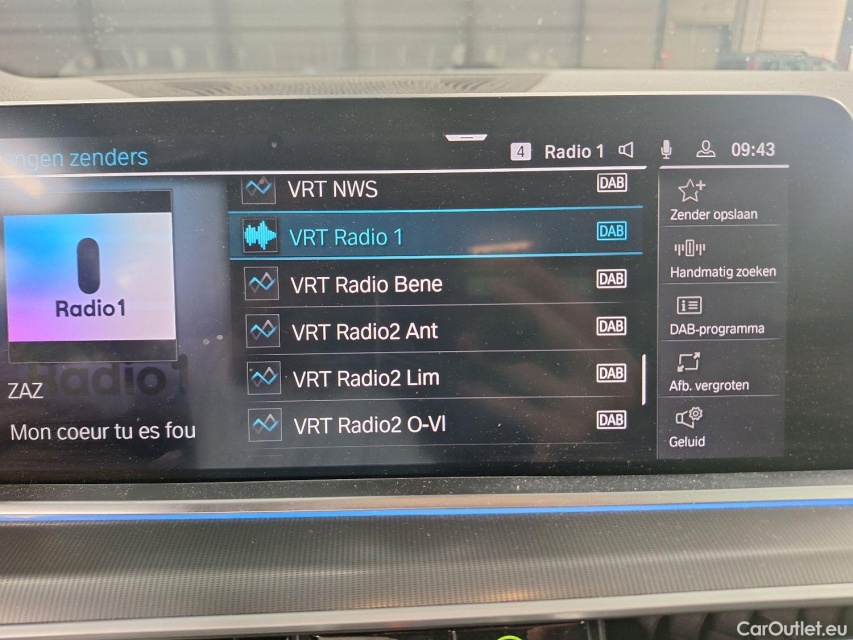 ngen zenders
4 Radio 1
09:43
VRT NWS DAB
VRT Radio 1 DAB
VRT Radio Bene DAB
VRT Radio2 Ant DAB
VRT Radio2 Lim DAB
VRT Radio2 O-Vl DAB
Radio1
Radio1
ZAZ
Mon coeur tu es fou
Zender opslaan
Handmatig zoeken
DAB-programma
Afb. vergroten
Geluid
CarOutlet.eu